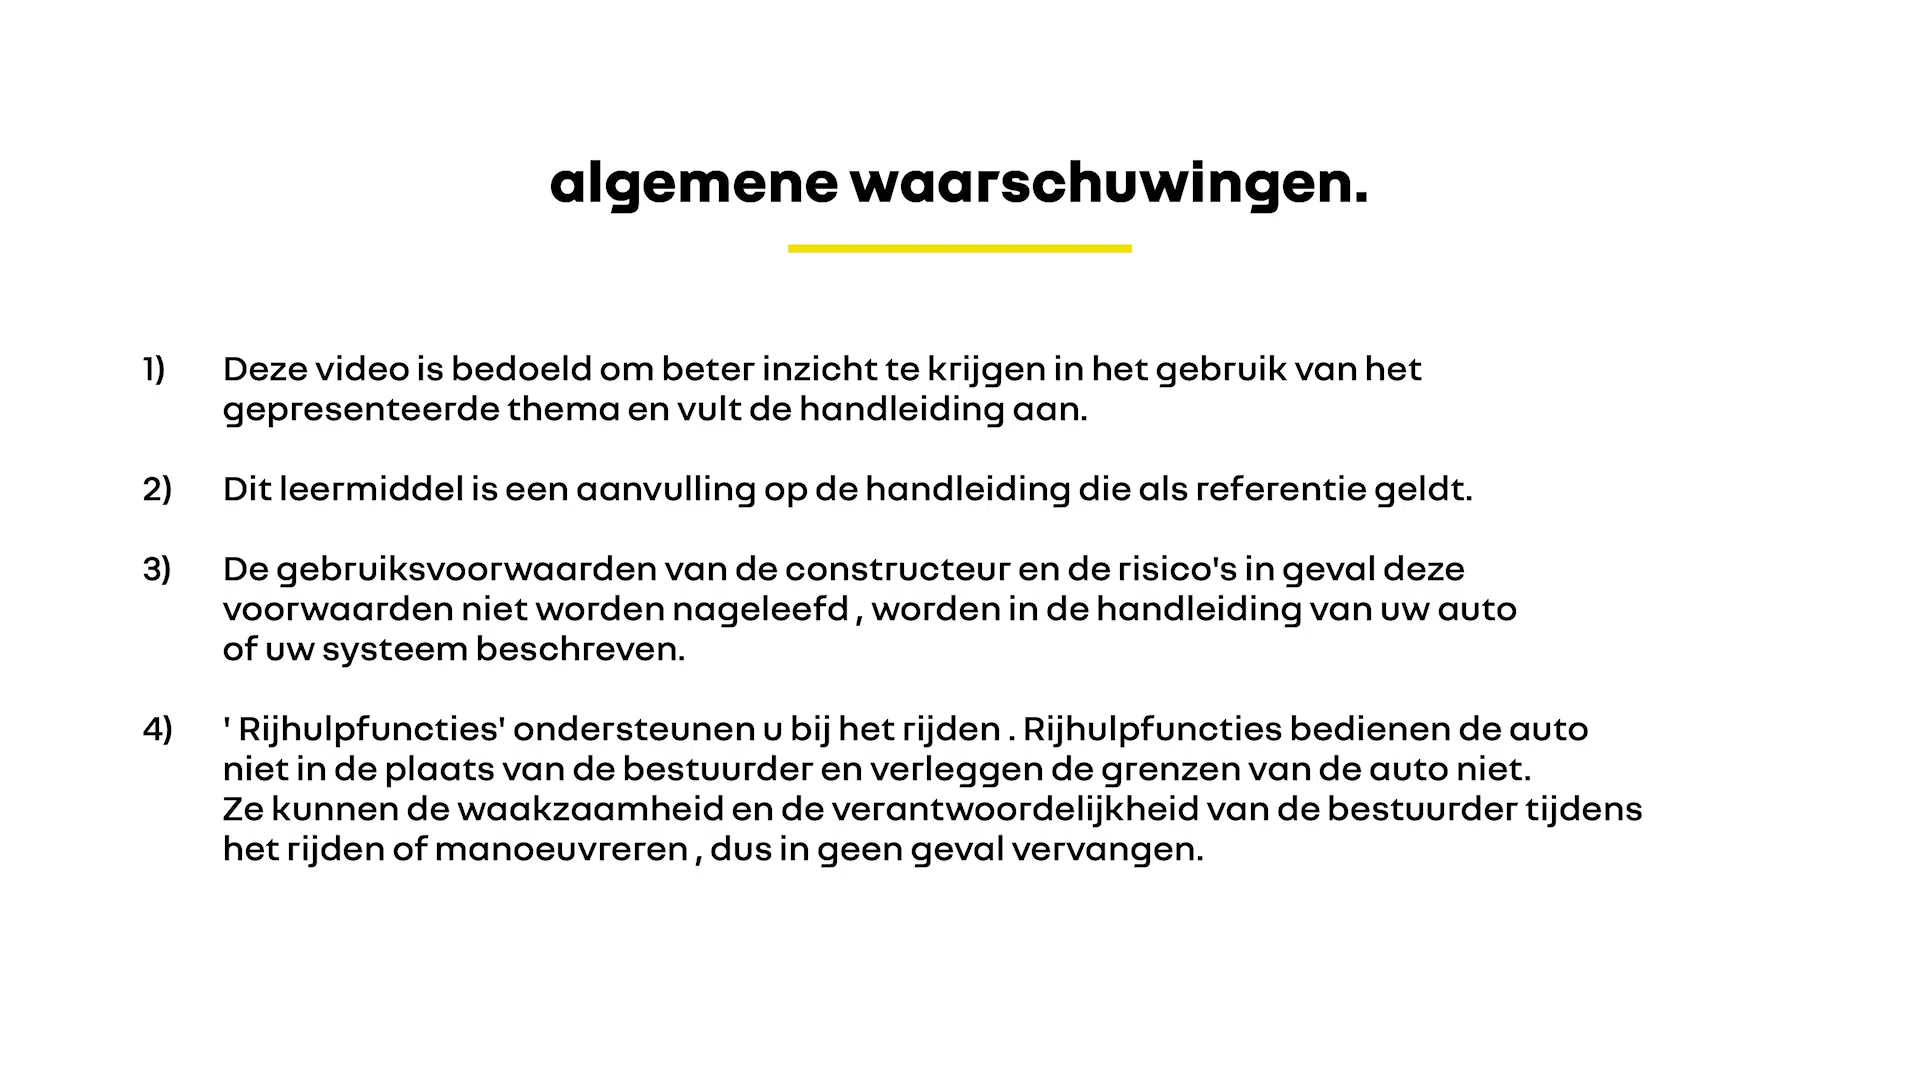 algemene waarschuwingen.
1) Deze video is bedoeld om beter inzicht te krijgen in het gebruik van het
gepresenteerde thema en vult de handleiding aan.
2) Dit leermiddel is een aanvulling op de handleiding die als referentie geldt.
3) De gebruiksvoorwaarden van de constructeur en de risico's in geval deze
voorwaarden niet worden nageleefd , worden in de handleiding van uw auto
of uw systeem beschreven.
4) ' Rijhulpfuncties' ondersteunen u bij het rijden . Rijhulpfuncties bedienen de auto
niet in de plaats van de bestuurder en verleggen de grenzen van de auto niet.
Ze kunnen de waakzaamheid en de verantwoordelijkheid van de bestuurder tijdens
het rijden of manoeuvreren , dus in geen geval vervangen.